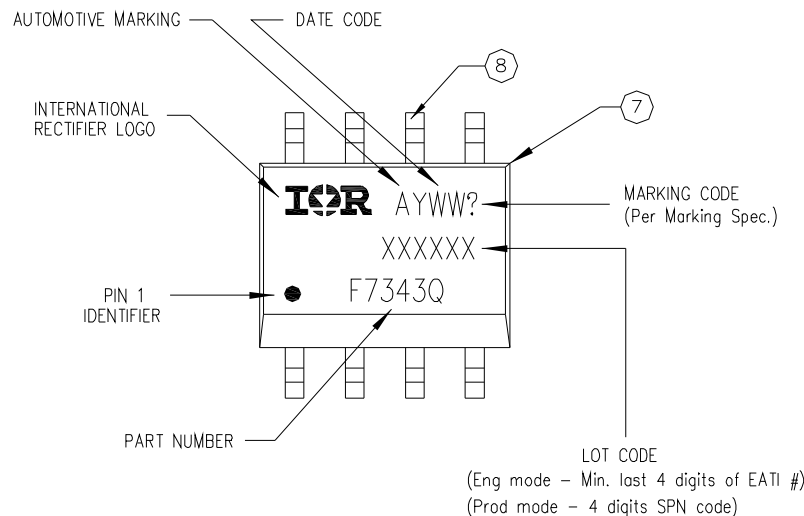 AUTOMOTIVE MARKING
DATE CODE
8
7
INTERNATIONAL
RECTIFIER LOGO
IOR
AYWW?
MARKING CODE
(Per Marking Spec.)
XXXXXX
PIN 1
IDENTIFIER
F7343Q
PART NUMBER
LOT CODE
(Eng mode – Min. last 4 digits of EATI #)
(Prod mode – 4 digits SPN code)